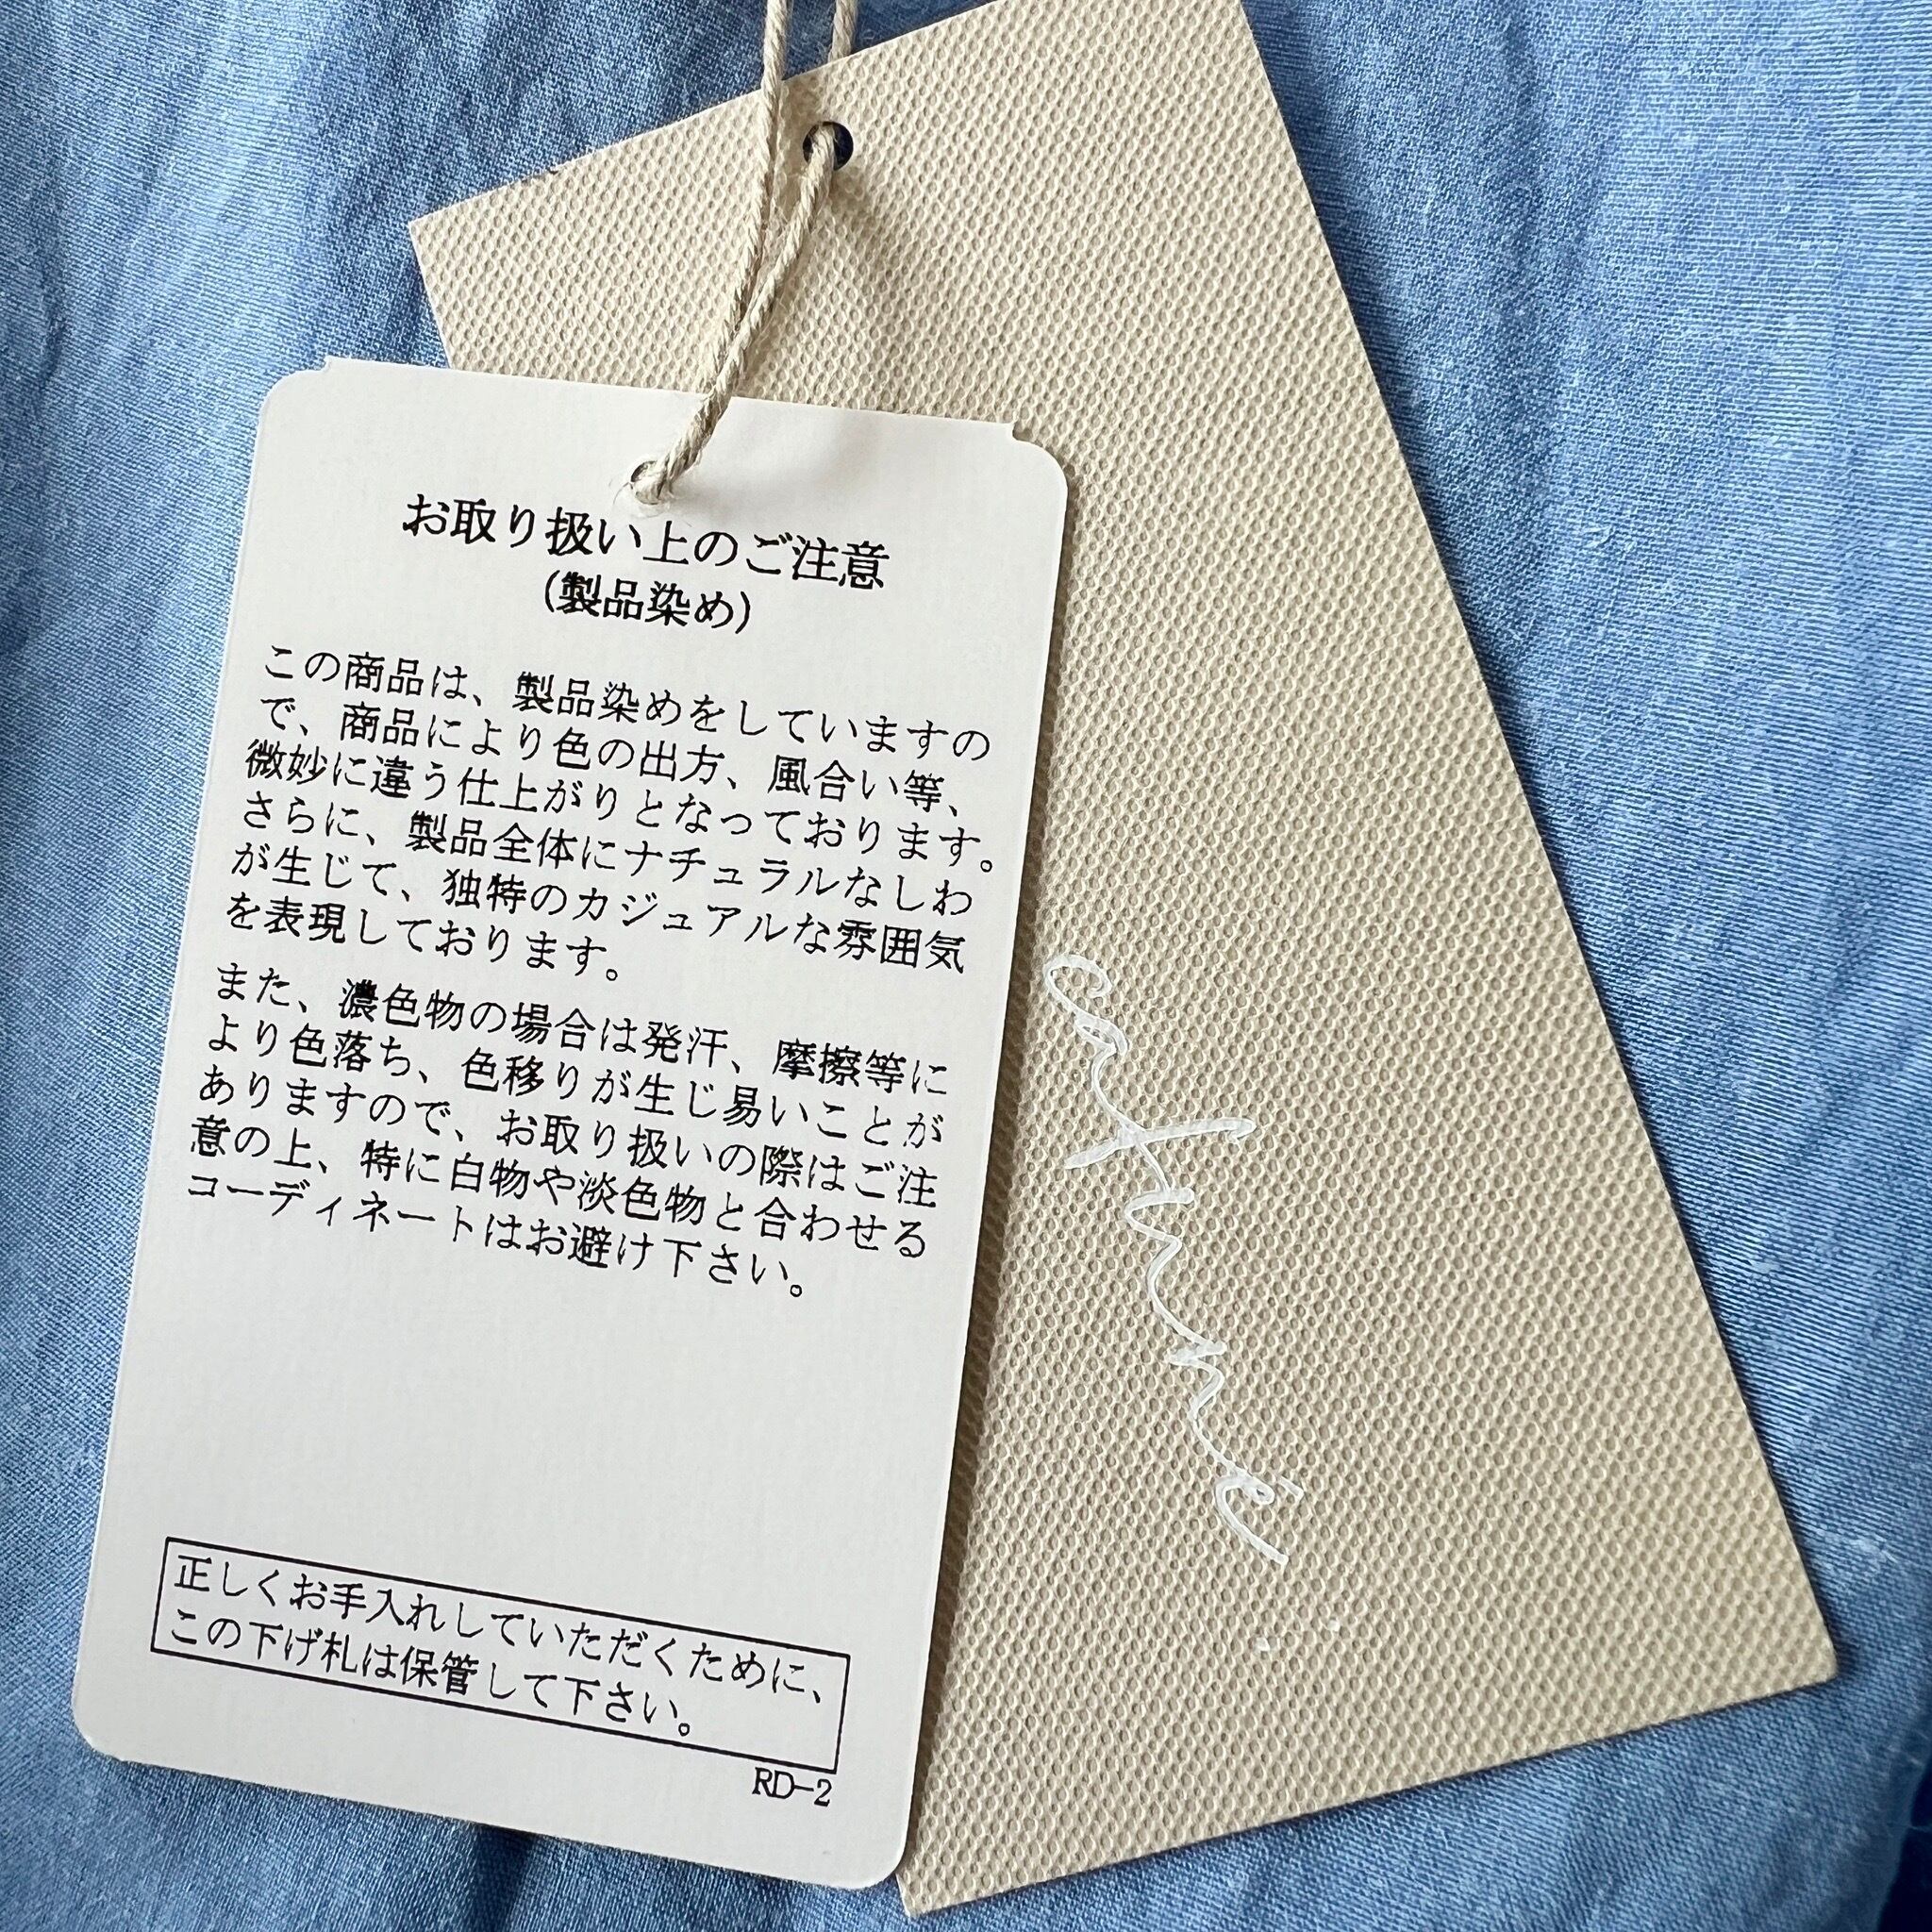 お取り扱い上のご注意
(製品染め)
この商品は、製品染めをしていますの
で、商品により色の出方、風合い等、
微妙に違う仕上がりとなっております。
さらに、製品全体にナチュラルなしわ
が生じて、独特のカジュアルな雰囲気
を表現しております。
また、濃色物の場合は発汗、摩擦等に
より色落ち、色移りが生じ易いことが
ありますので、お取り扱いの際はご注
意の上、特に白物や淡色物と合わせる
コーディネートはお避け下さい。
正しくお手入れしていただくために、
この下げ札は保管して下さい。
RD-2